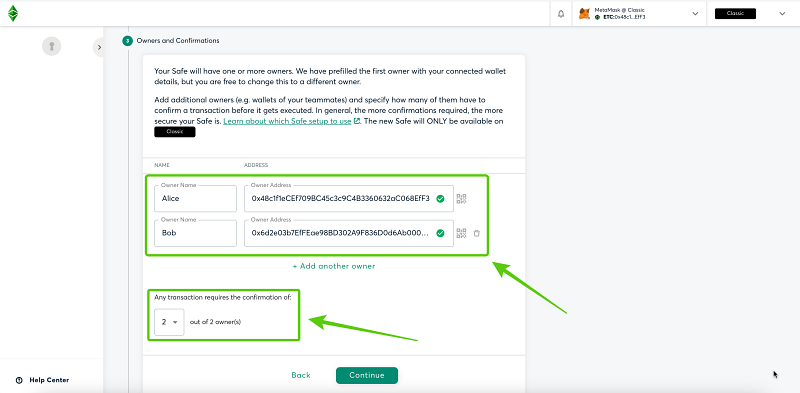 MetaMask @ Classic
ETC:0x48c1...EfF3
Classic
3 Owners and Confirmations
Your Safe will have one or more owners. We have prefilled the first owner with your connected wallet
details, but you are free to change this to a different owner.
Add additional owners (e.g. wallets of your teammates) and specify how many of them have to
confirm a transaction before it gets executed. In general, the more confirmations required, the more
secure your Safe is. Learn about which Safe setup to use. The new Safe will ONLY be available on
Classic
NAME ADDRESS
Owner Name Owner Address
Alice 0x48c1f1eCEf709BC45c3c9C4B3360632aC068EfF3
Owner Name Owner Address
Bob 0x6d2e03b7EfFEae98BD302A9F836D0d6Ab000...
+ Add another owner
Any transaction requires the confirmation of:
2 out of 2 owner(s)
Back Continue
Help Center